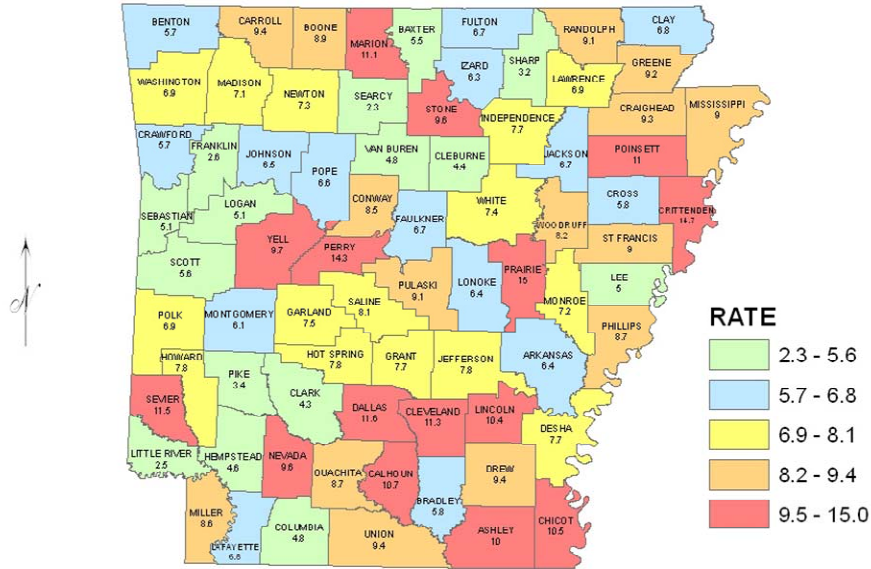 BENTON
5.7
CARROLL
9.4
BOONE
8.9
MARION
11.1
BAXTER
5.5
FULTON
6.7
RANDOLPH
9.1
CLAY
6.8
IZARD
6.3
SHARP
3.2
GREENE
9.2
WASHINGTON
6.9
MADISON
7.1
NEWTON
7.3
SEARCY
2.3
STONE
9.6
LAWRENCE
6.9
INDEPENDENCE
7.7
CRAIGHEAD
9.3
MISSISSIPPI
9
CRAWFORD
5.7
FRANKLIN
2.6
JOHNSON
6.5
POPE
6.6
VAN BUREN
4.8
CLEBURNE
4.4
JACKSON
6.7
POINSETT
11
SEBASTIAN
5.1
LOGAN
5.1
CONWAY
8.5
FAULKNER
6.7
WHITE
7.4
WOODRUFF
8.2
CROSS
5.8
CRITTENDEN
14.7
SCOTT
5.6
YELL
9.7
PERRY
14.3
ST FRANCIS
9
PULASKI
9.1
LONOKE
6.4
PRAIRIE
15
LEE
5
MONROE
7.2
PHILLIPS
8.7
POLK
6.9
MONTGOMERY
6.1
GARLAND
7.5
SALINE
8.1
HOT SPRING
7.8
GRANT
7.7
JEFFERSON
7.8
ARKANSAS
6.4
HOWARD
7.8
PIKE
3.4
CLARK
4.3
SEVIER
11.5
DALLAS
11.6
CLEVELAND
11.3
LINCOLN
10.4
DESHA
7.7
LITTLE RIVER
2.5
HEMPSTEAD
4.6
NEVADA
9.6
OUACHITA
8.7
CALHOUN
10.7
BRADLEY
5.8
DREW
9.4
MILLER
8.6
LAFAYETTE
COLUMBIA
4.8
UNION
9.4
ASHLEY
10
CHICOT
10.5
N
RATE
2.3 - 5.6
5.7 - 6.8
6.9 - 8.1
8.2 - 9.4
9.5 - 15.0